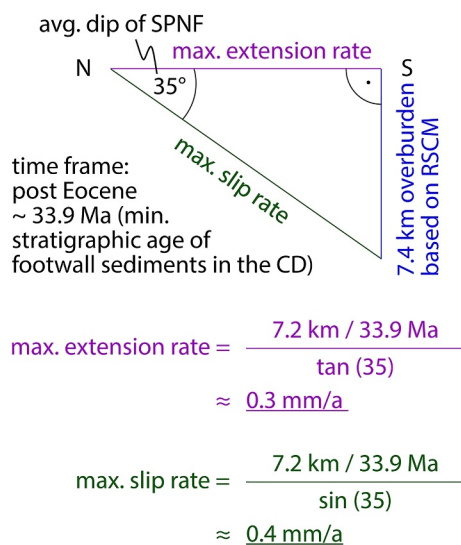 avg. dip of SPNF
max. extension rate
N
S
35°
max. slip rate
7.4 km overburden
based on RSCM
time frame:
post Eocene
~ 33.9 Ma (min.
stratigraphic age of
footwall sediments in the CD)
max. extension rate = 7.2 km / 33.9 Ma
tan (35)
≈ 0.3 mm/a
max. slip rate = 7.2 km / 33.9 Ma
sin (35)
≈ 0.4 mm/a